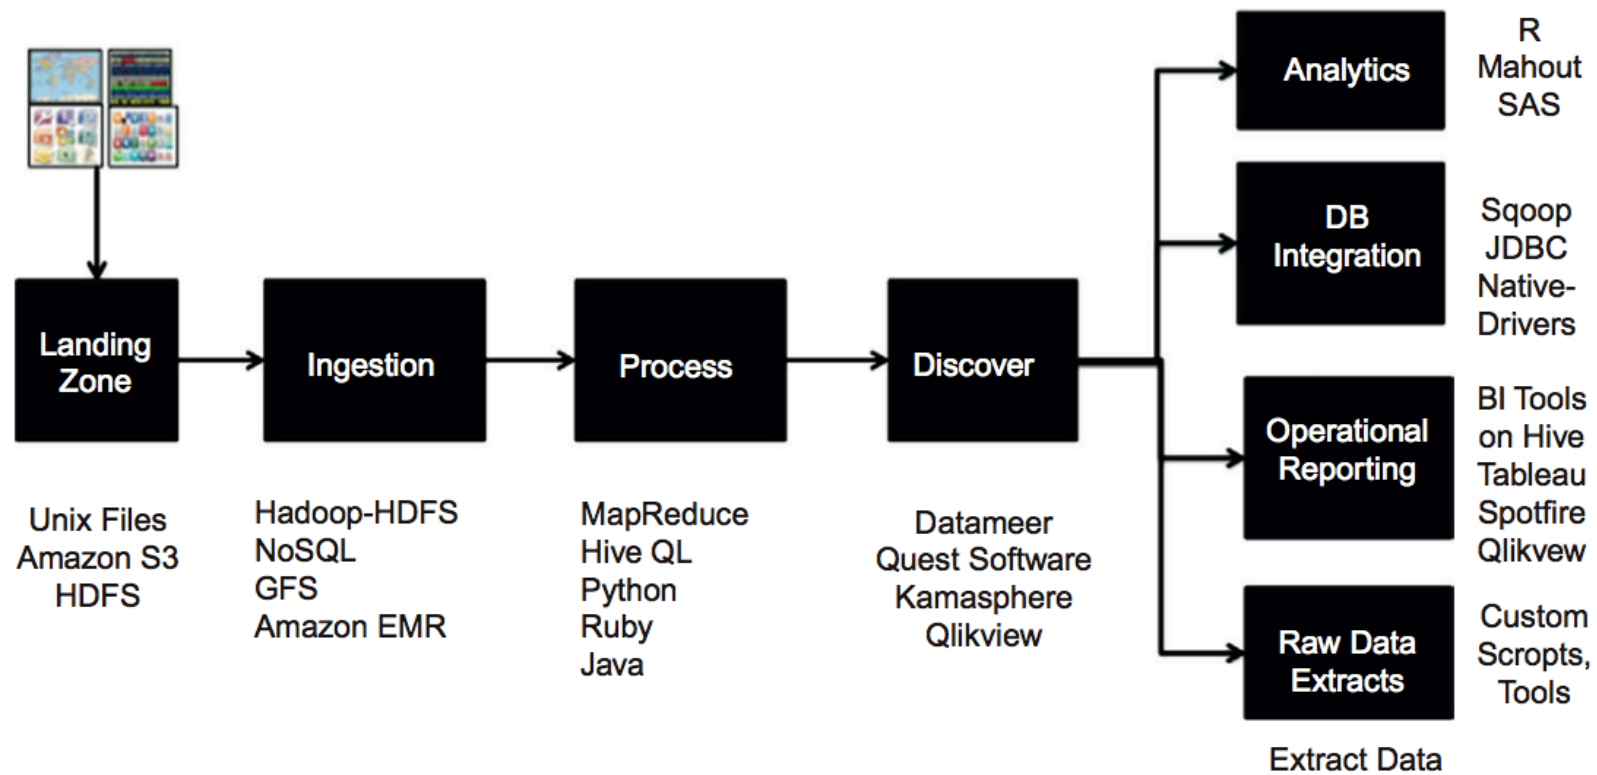 Analytics
R
Mahout
SAS
DB
Integration
Sqoop
JDBC
Native-
Drivers
Landing
Zone
Ingestion
Process
Discover
Operational
Reporting
BI Tools
on Hive
Tableau
Spotfire
Qlikvew
Unix Files
Amazon S3
HDFS
Hadoop-HDFS
NoSQL
GFS
Amazon EMR
MapReduce
Hive QL
Python
Ruby
Java
Datameer
Quest Software
Kamasphere
Qlikview
Raw Data
Extracts
Custom
Scropts,
Tools
Extract Data